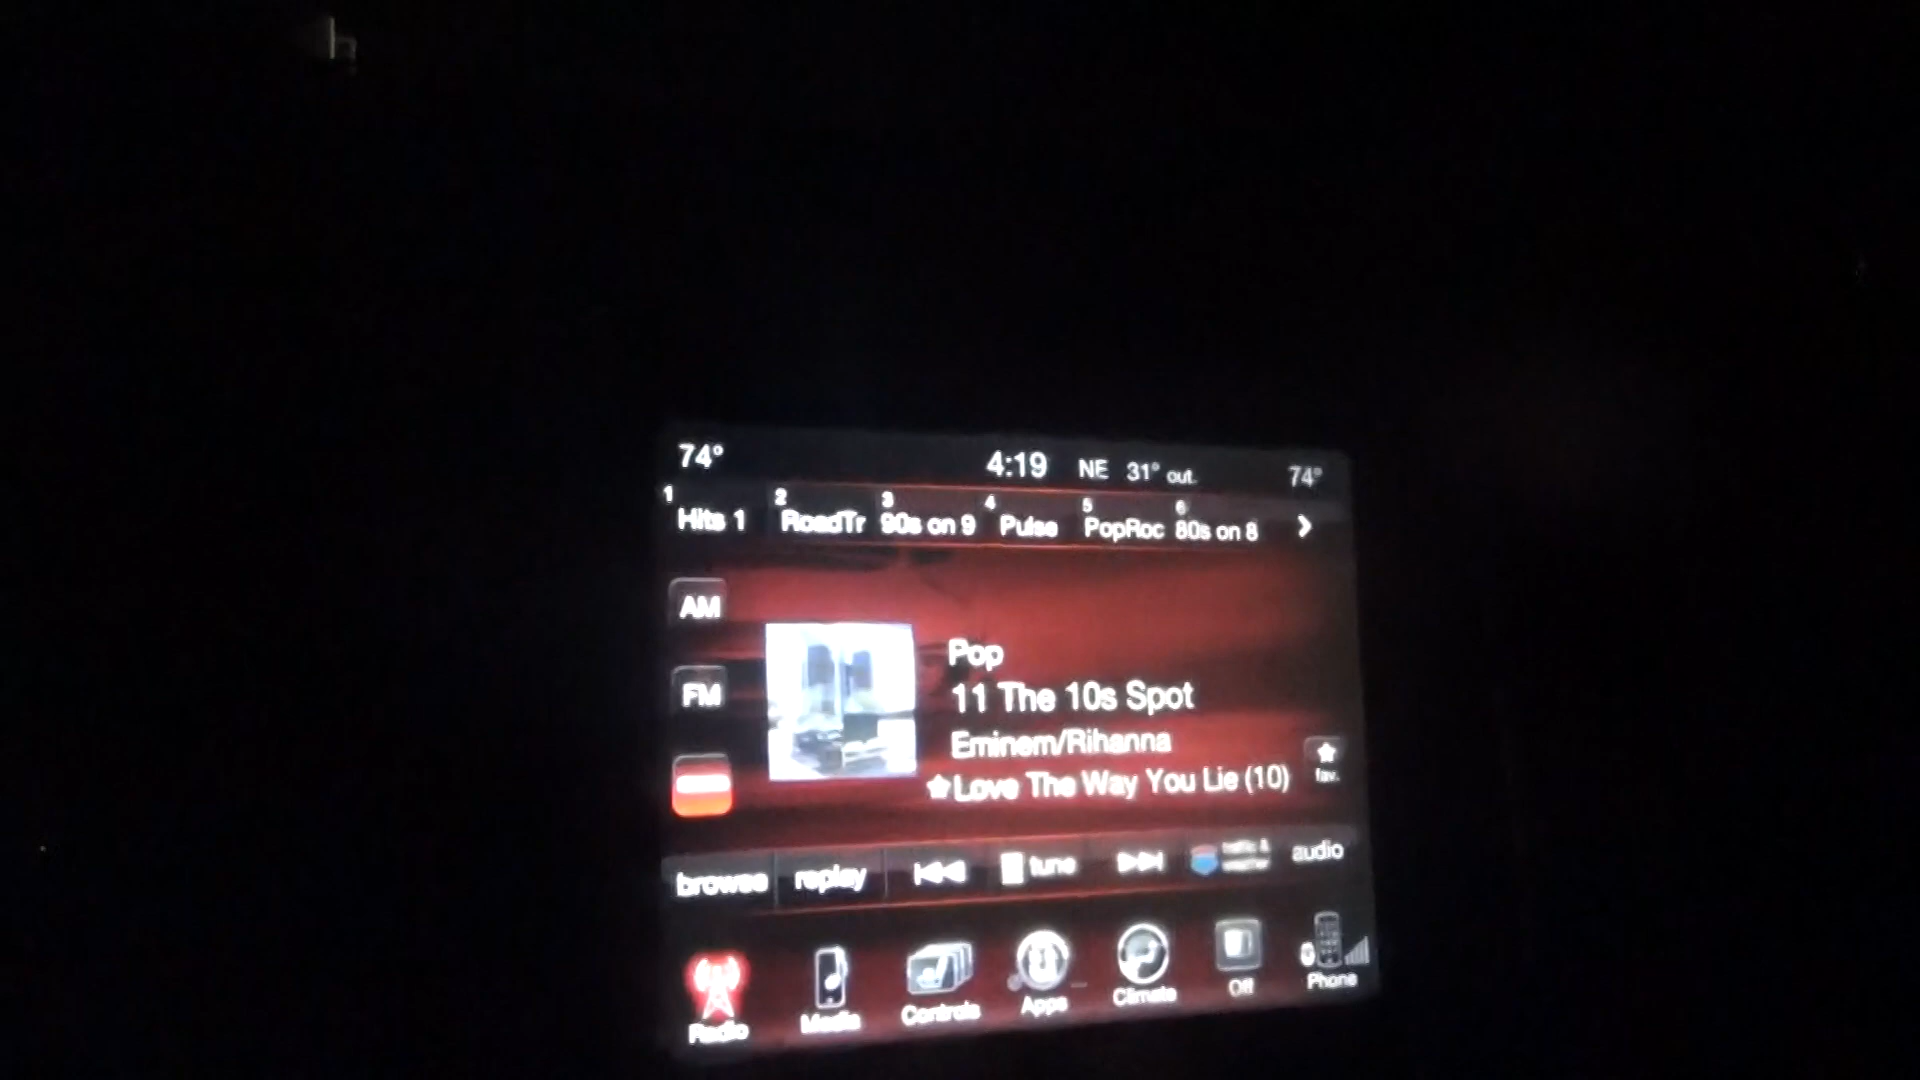 74° 4:19 NE 31° out. 74°
1 2 3 4 5 6
Hits 1 RoadTr 90s on 9 Pulse PopRoc 80s on 8
AM
FM
Pop
11 The 10s Spot
Eminem/Rihanna
Love The Way You Lie (10)
fav.
browse replay tune traffic & weather audio
Radio Media Controls Apps Climate Off Phone